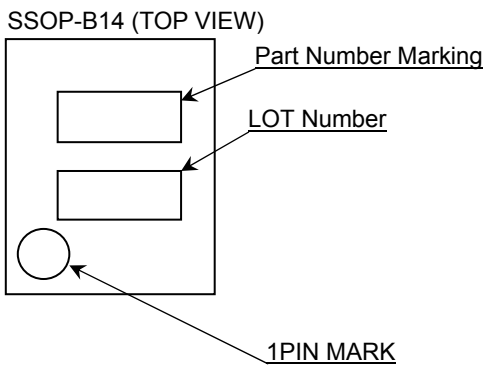 SSOP-B14 (TOP VIEW)
Part Number Marking
LOT Number
1PIN MARK